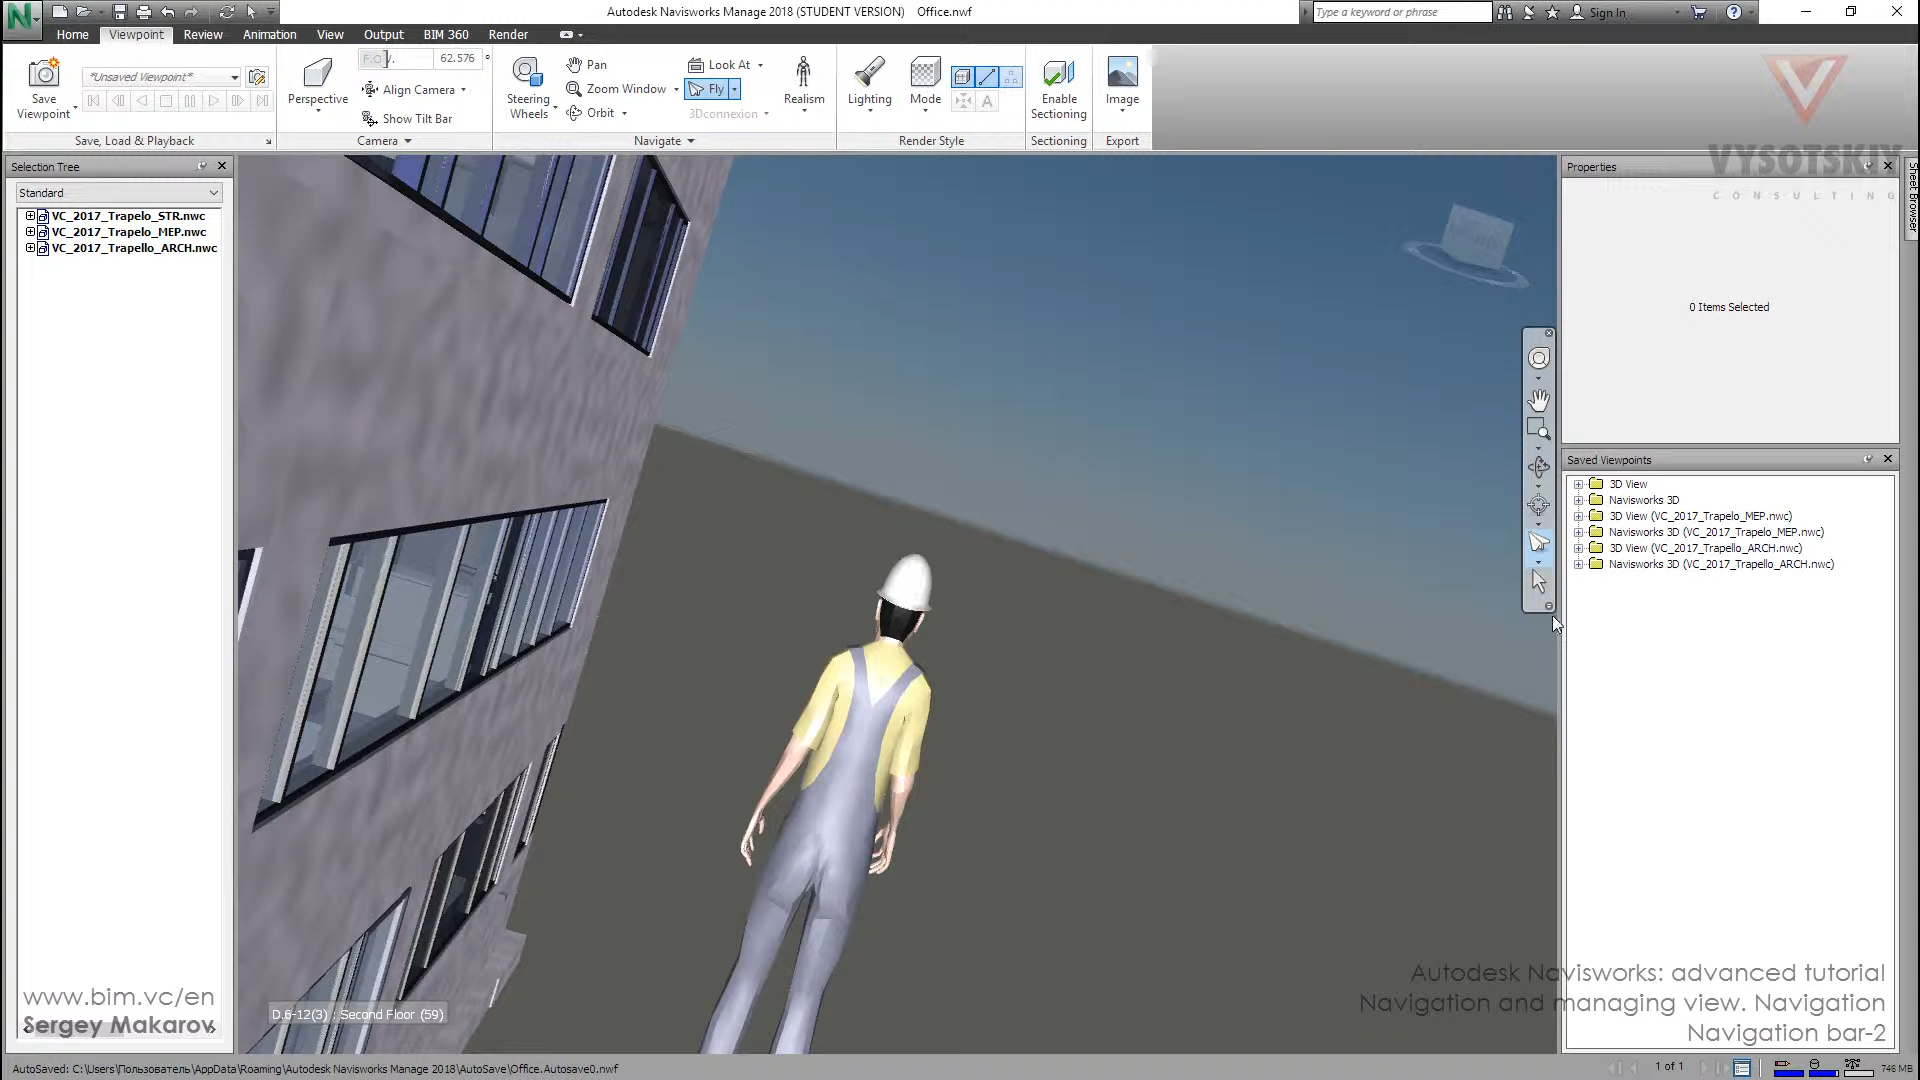 Autodesk Navisworks Manage 2018 (STUDENT VERSION) Office.nwf
Type a keyword or phrase
Sign In
Home Viewpoint Review Animation View Output BIM 360 Render
Save Viewpoint
*Unsaved Viewpoint*
Save, Load & Playback
Perspective
F.O.V. 62.576 °
Align Camera
Show Tilt Bar
Camera
Steering Wheels
Pan
Zoom Window
Orbit
Look At
Fly
3Dconnexion
Realism
Navigate
Lighting
Mode
A
Render Style
Enable Sectioning
Sectioning
Image
Export
VYSOTSKIY
CONSULTING
Selection Tree
Standard
VC_2017_Trapelo_STR.nwc
VC_2017_Trapelo_MEP.nwc
VC_2017_Trapello_ARCH.nwc
Properties
0 Items Selected
Sheet Browser
Saved Viewpoints
3D View
Navisworks 3D
3D View (VC_2017_Trapelo_MEP.nwc)
Navisworks 3D (VC_2017_Trapelo_MEP.nwc)
3D View (VC_2017_Trapello_ARCH.nwc)
Navisworks 3D (VC_2017_Trapello_ARCH.nwc)
D.6-12(3) : Second Floor (59)
www.bim.vc/en
Sergey Makarov
Autodesk Navisworks: advanced tutorial
Navigation and managing view. Navigation
Navigation bar-2
AutoSaved: C:\Users\Пользователь\AppData\Roaming\Autodesk Navisworks Manage 2018\AutoSave\Office.Autosave0.nwf
1 of 1
746 MB